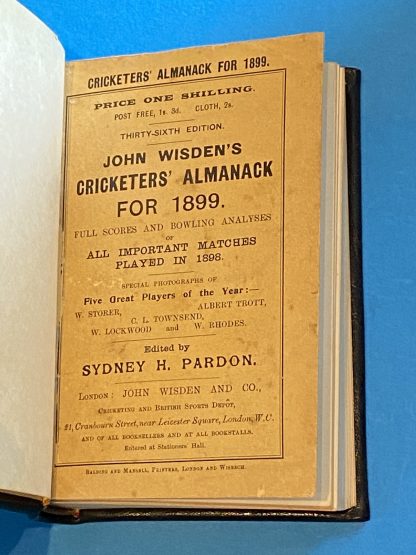 CRICKETERS' ALMANACK FOR 1899.
PRICE ONE SHILLING.
POST FREE, 1s. 3d. CLOTH, 2s.
THIRTY-SIXTH EDITION.
JOHN WISDEN'S
CRICKETERS' ALMANACK
FOR 1899.
FULL SCORES AND BOWLING ANALYSES
OF
ALL IMPORTANT MATCHES
PLAYED IN 1898.
SPECIAL PHOTOGRAPHS OF
Five Great Players of the Year:—
W. STORER, ALBERT TROTT,
C. L. TOWNSEND,
W. LOCKWOOD and W. RHODES.
Edited by
SYDNEY H. PARDON.
LONDON: JOHN WISDEN AND CO.,
CRICKETING AND BRITISH SPORTS DEPÔT,
21, Cranbourn Street, near Leicester Square, London, W.C.
AND OF ALL BOOKSELLERS AND AT ALL BOOKSTALLS.
Entered at Stationers' Hall.
BALDING AND MANSELL, PRINTERS, LONDON AND WISBECH.